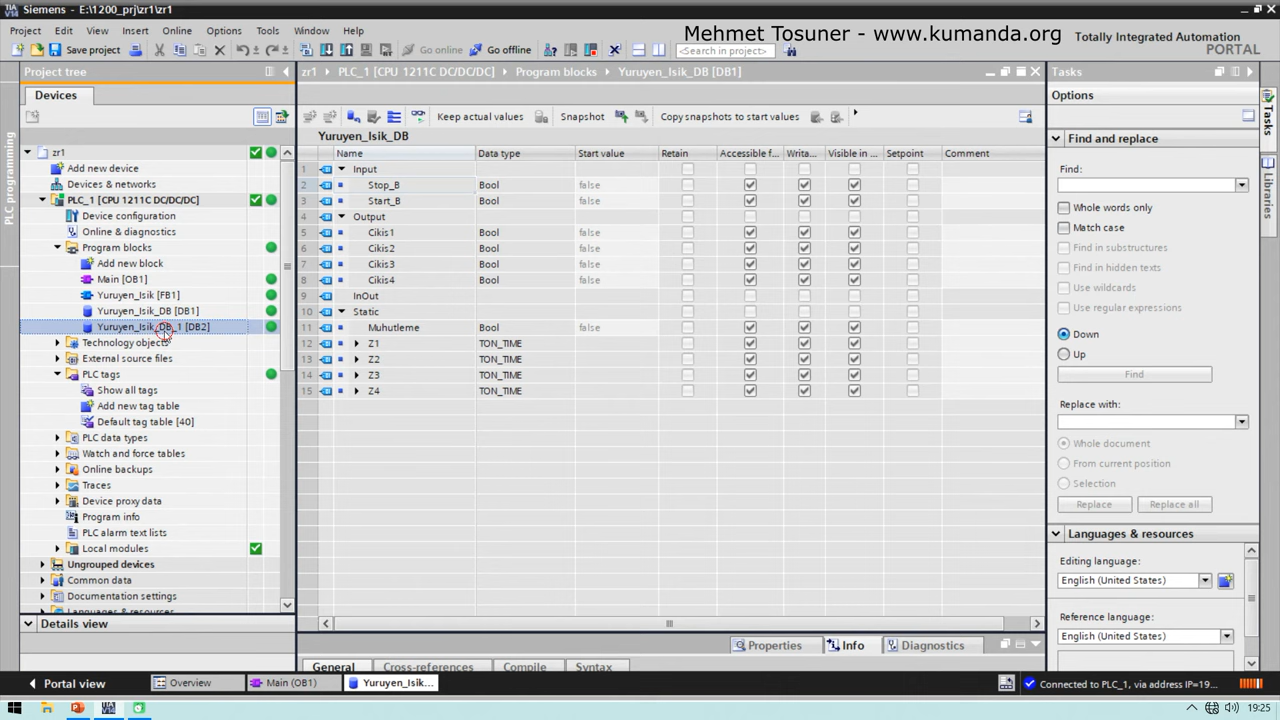 Siemens - E:\1200_prj\zr1\zr1
Mehmet Tosuner - www.kumanda.org
Project Edit View Insert Online Options Tools Window Help
Totally Integrated Automation
PORTAL
Save project
Go online
Go offline
<Search in project>
Project tree
Devices
zr1
Add new device
Devices & networks
PLC_1 [CPU 1211C DC/DC/DC]
Device configuration
Online & diagnostics
Program blocks
Add new block
Main [OB1]
Yuruyen_Isik [FB1]
Yuruyen_Isik_DB [DB1]
Yuruyen_Isik_DB_1 [DB2]
Technology objects
External source files
PLC tags
Show all tags
Add new tag table
Default tag table [40]
PLC data types
Watch and force tables
Online backups
Traces
Device proxy data
Program info
PLC alarm text lists
Local modules
Ungrouped devices
Common data
Documentation settings
Languages & resources
Details view
PLC programming
zr1 PLC_1 [CPU 1211C DC/DC/DC] Program blocks Yuruyen_Isik_DB [DB1]
Keep actual values Snapshot Copy snapshots to start values
Yuruyen_Isik_DB
Name Data type Start value Retain Accessible f... Writa... Visible in ... Setpoint Comment
1 Input
2 Stop_B Bool false
3 Start_B Bool false
4 Output
5 Cikis1 Bool false
6 Cikis2 Bool false
7 Cikis3 Bool false
8 Cikis4 Bool false
9 InOut
10 Static
11 Muhutleme Bool false
12 Z1 TON_TIME
13 Z2 TON_TIME
14 Z3 TON_TIME
15 Z4 TON_TIME
Properties Info Diagnostics
General Cross-references Compile Syntax
Tasks
Options
Find and replace
Find:
Whole words only
Match case
Find in substructures
Find in hidden texts
Use wildcards
Use regular expressions
Down
Up
Find
Replace with:
Whole document
From current position
Selection
Replace Replace all
Languages & resources
Editing language:
English (United States)
Reference language:
English (United States)
Tasks
Libraries
Portal view
Overview
Main (OB1)
Yuruyen_Isik...
Connected to PLC_1, via address IP=19...
19:25